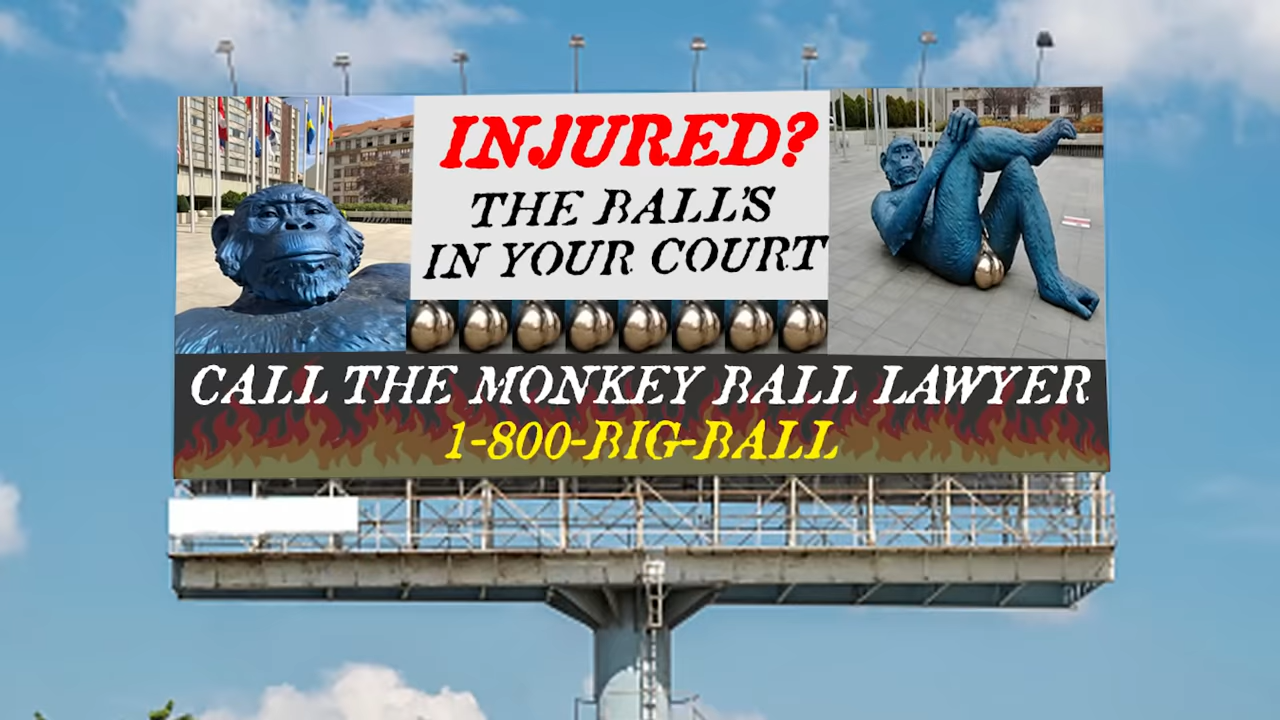 INJURED?
THE BALL'S
IN YOUR COURT
CALL THE MONKEY BALL LAWYER
1-800-BIG-BALL